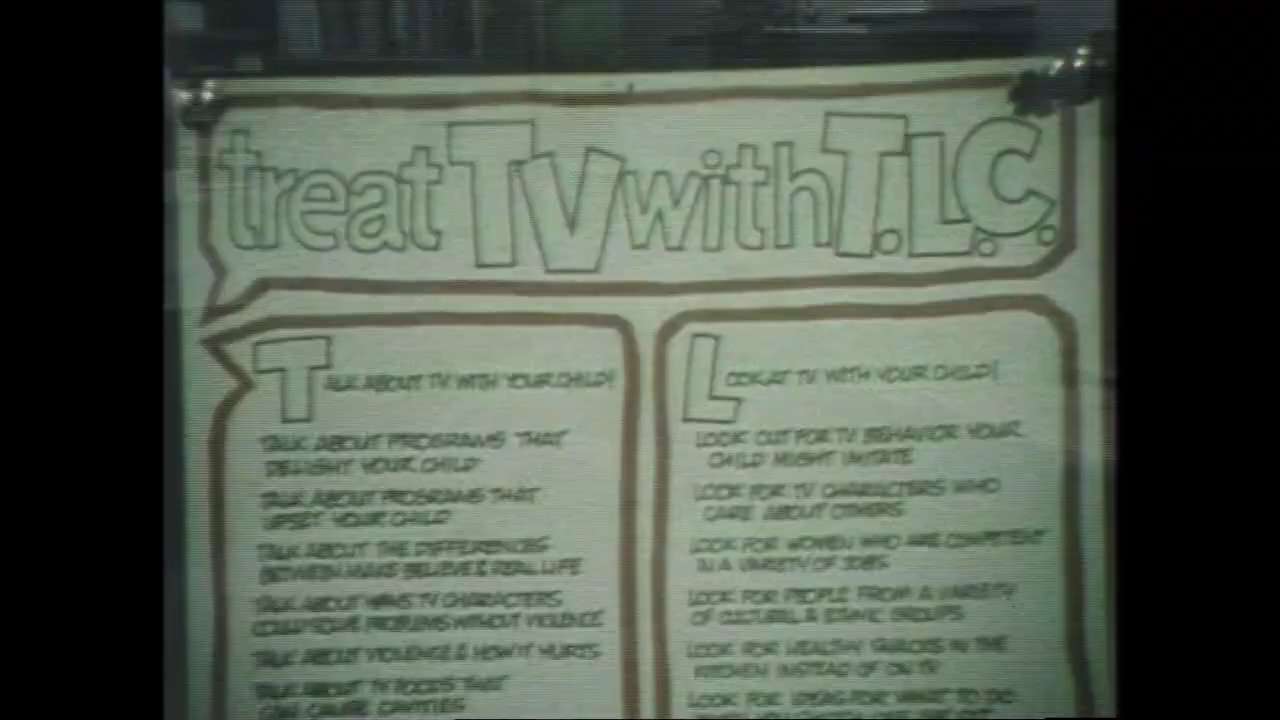 treat TV with T.L.C.
TALK ABOUT TV WITH YOUR CHILD!
TALK ABOUT PROGRAMS THAT
DELIGHT YOUR CHILD
TALK ABOUT PROGRAMS THAT
UPSET YOUR CHILD
TALK ABOUT THE DIFFERENCES
BETWEEN MAKE BELIEVE & REAL LIFE
TALK ABOUT WAYS TV CHARACTERS
COULD SOLVE PROBLEMS WITHOUT VIOLENCE
TALK ABOUT VIOLENCE & HOW IT HURTS
TALK ABOUT TV FOODS THAT
CAN CAUSE CAVITIES
LOOK AT TV WITH YOUR CHILD!
LOOK OUT FOR TV BEHAVIOR YOUR
CHILD MIGHT IMITATE
LOOK FOR TV CHARACTERS WHO
CARE ABOUT OTHERS
LOOK FOR WOMEN WHO ARE COMPETENT
IN A VARIETY OF JOBS
LOOK FOR PEOPLE FROM A VARIETY
OF CULTURAL & ETHNIC GROUPS
LOOK FOR HEALTHY SNACKS IN THE
KITCHEN INSTEAD OF ON TV
LOOK FOR IDEAS FOR WHAT TO DO